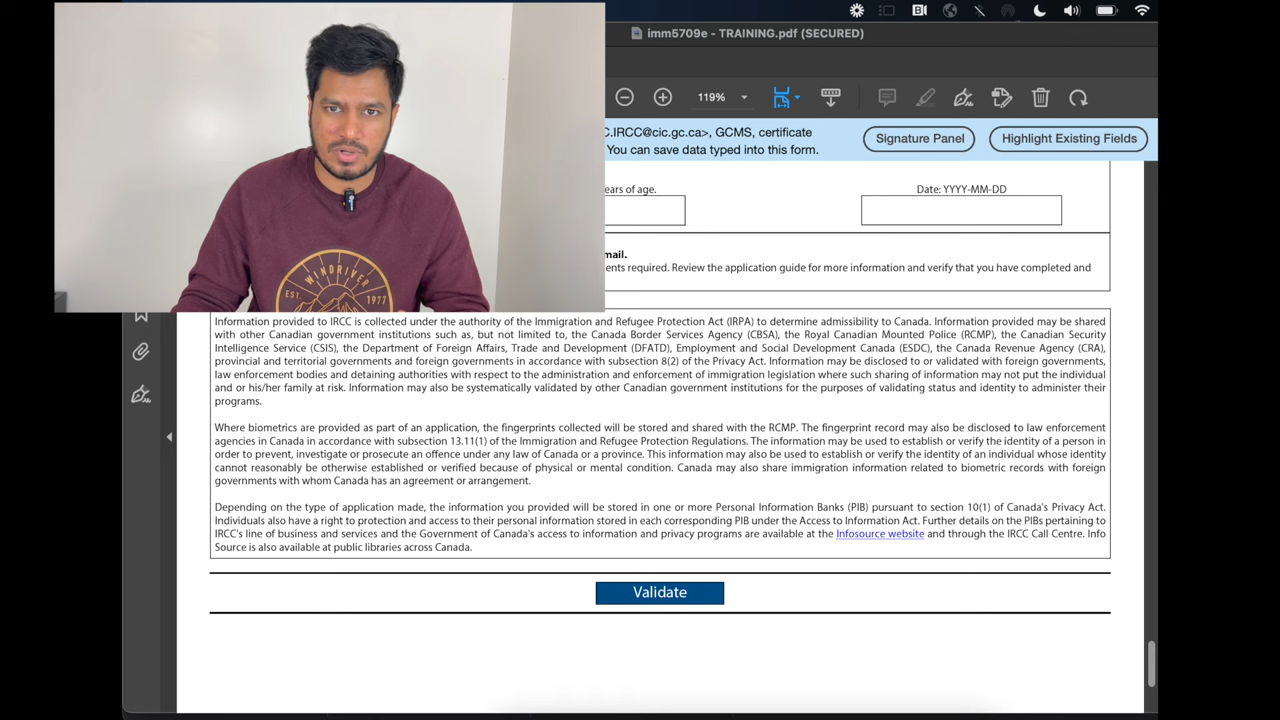 imm5709e - TRAINING.pdf (SECURED)
119%
C.IRCC@cic.gc.ca>, GCMS, certificate
You can save data typed into this form.
Signature Panel
Highlight Existing Fields
ears of age.
Date: YYYY-MM-DD
mail.
ents required. Review the application guide for more information and verify that you have completed and
WINDRIVER
EST.
1977
Information provided to IRCC is collected under the authority of the Immigration and Refugee Protection Act (IRPA) to determine admissibility to Canada. Information provided may be shared
with other Canadian government institutions such as, but not limited to, the Canada Border Services Agency (CBSA), the Royal Canadian Mounted Police (RCMP), the Canadian Security
Intelligence Service (CSIS), the Department of Foreign Affairs, Trade and Development (DFATD), Employment and Social Development Canada (ESDC), the Canada Revenue Agency (CRA),
provincial and territorial governments and foreign governments in accordance with subsection 8(2) of the Privacy Act. Information may be disclosed to or validated with foreign governments,
law enforcement bodies and detaining authorities with respect to the administration and enforcement of immigration legislation where such sharing of information may not put the individual
and or his/her family at risk. Information may also be systematically validated by other Canadian government institutions for the purposes of validating status and identity to administer their
programs.
Where biometrics are provided as part of an application, the fingerprints collected will be stored and shared with the RCMP. The fingerprint record may also be disclosed to law enforcement
agencies in Canada in accordance with subsection 13.11(1) of the Immigration and Refugee Protection Regulations. The information may be used to establish or verify the identity of a person in
order to prevent, investigate or prosecute an offence under any law of Canada or a province. This information may also be used to establish or verify the identity of an individual whose identity
cannot reasonably be otherwise established or verified because of physical or mental condition. Canada may also share immigration information related to biometric records with foreign
governments with whom Canada has an agreement or arrangement.
Depending on the type of application made, the information you provided will be stored in one or more Personal Information Banks (PIB) pursuant to section 10(1) of Canada's Privacy Act.
Individuals also have a right to protection and access to their personal information stored in each corresponding PIB under the Access to Information Act. Further details on the PIBs pertaining to
IRCC's line of business and services and the Government of Canada's access to information and privacy programs are available at the Infosource website and through the IRCC Call Centre. Info
Source is also available at public libraries across Canada.
Validate